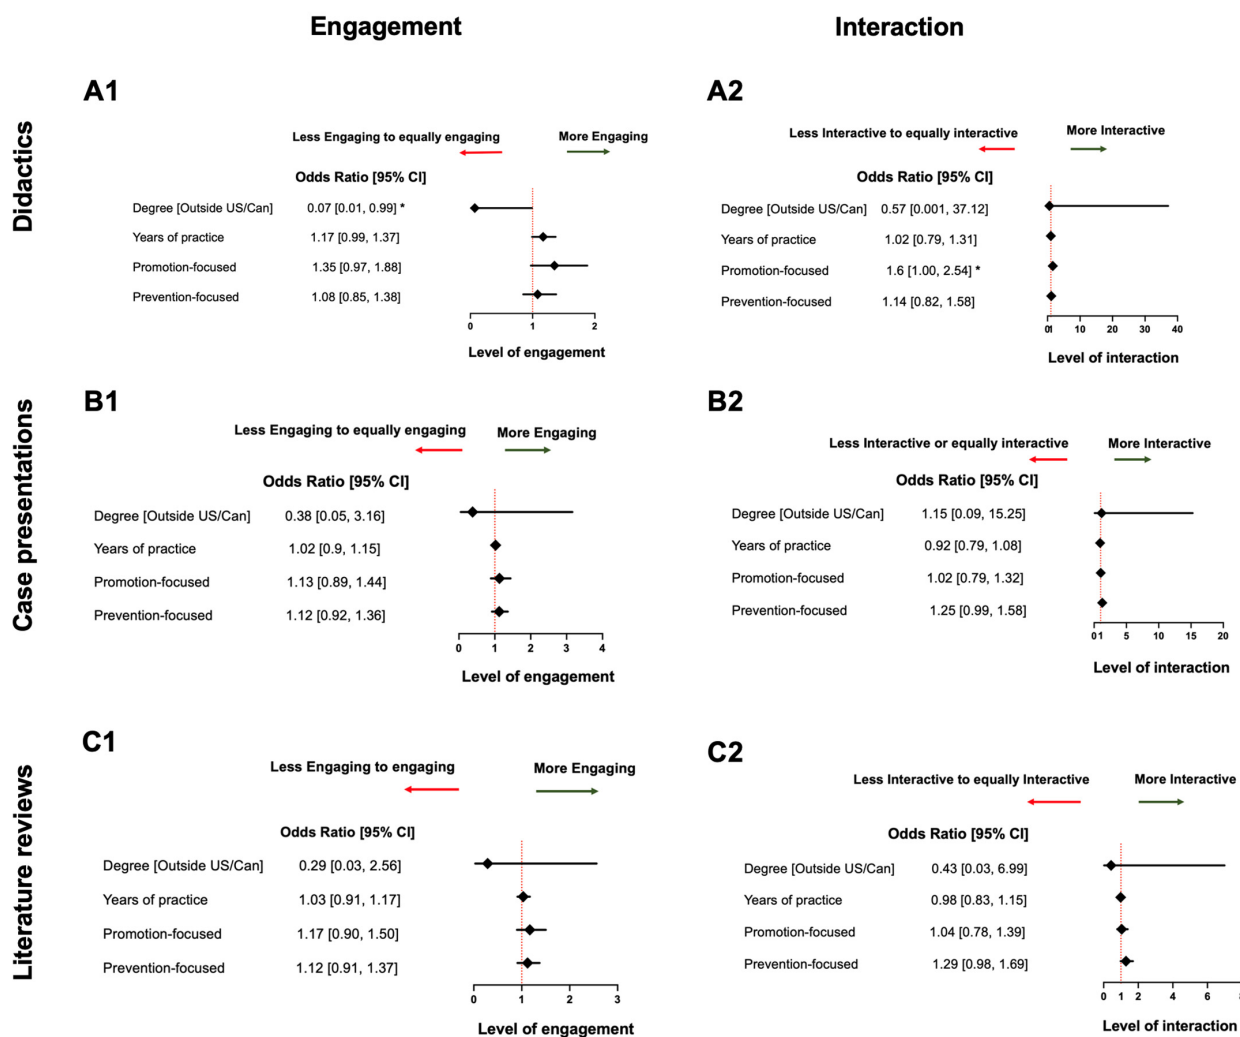 Engagement
Interaction
Didactics
A1
Less Engaging to equally engaging
More Engaging
Odds Ratio [95% CI]
Degree [Outside US/Can] 0.07 [0.01, 0.99] *
Years of practice 1.17 [0.99, 1.37]
Promotion-focused 1.35 [0.97, 1.88]
Prevention-focused 1.08 [0.85, 1.38]
0 1 2
Level of engagement
A2
Less Interactive to equally interactive
More Interactive
Odds Ratio [95% CI]
Degree [Outside US/Can] 0.57 [0.001, 37.12]
Years of practice 1.02 [0.79, 1.31]
Promotion-focused 1.6 [1.00, 2.54] *
Prevention-focused 1.14 [0.82, 1.58]
0 1 10 20 30 40
Level of interaction
Case presentations
B1
Less Engaging to equally engaging
More Engaging
Odds Ratio [95% CI]
Degree [Outside US/Can] 0.38 [0.05, 3.16]
Years of practice 1.02 [0.9, 1.15]
Promotion-focused 1.13 [0.89, 1.44]
Prevention-focused 1.12 [0.92, 1.36]
0 1 2 3 4
Level of engagement
B2
Less Interactive or equally interactive
More Interactive
Odds Ratio [95% CI]
Degree [Outside US/Can] 1.15 [0.09, 15.25]
Years of practice 0.92 [0.79, 1.08]
Promotion-focused 1.02 [0.79, 1.32]
Prevention-focused 1.25 [0.99, 1.58]
0 1 5 10 15 20
Level of interaction
Literature reviews
C1
Less Engaging to engaging
More Engaging
Odds Ratio [95% CI]
Degree [Outside US/Can] 0.29 [0.03, 2.56]
Years of practice 1.03 [0.91, 1.17]
Promotion-focused 1.17 [0.90, 1.50]
Prevention-focused 1.12 [0.91, 1.37]
0 1 2 3
Level of engagement
C2
Less Interactive to equally Interactive
More Interactive
Odds Ratio [95% CI]
Degree [Outside US/Can] 0.43 [0.03, 6.99]
Years of practice 0.98 [0.83, 1.15]
Promotion-focused 1.04 [0.78, 1.39]
Prevention-focused 1.29 [0.98, 1.69]
0 1 2 4 6 8
Level of interaction